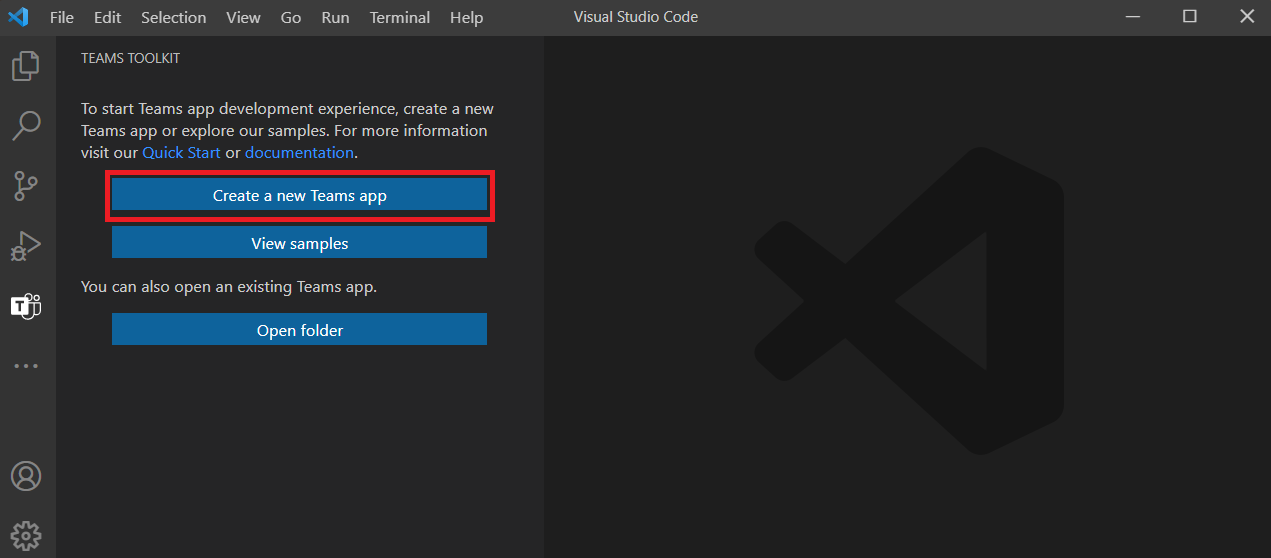 File Edit Selection View Go Run Terminal Help Visual Studio Code
TEAMS TOOLKIT
To start Teams app development experience, create a new
Teams app or explore our samples. For more information
visit our Quick Start or documentation.
Create a new Teams app
View samples
You can also open an existing Teams app.
Open folder
T